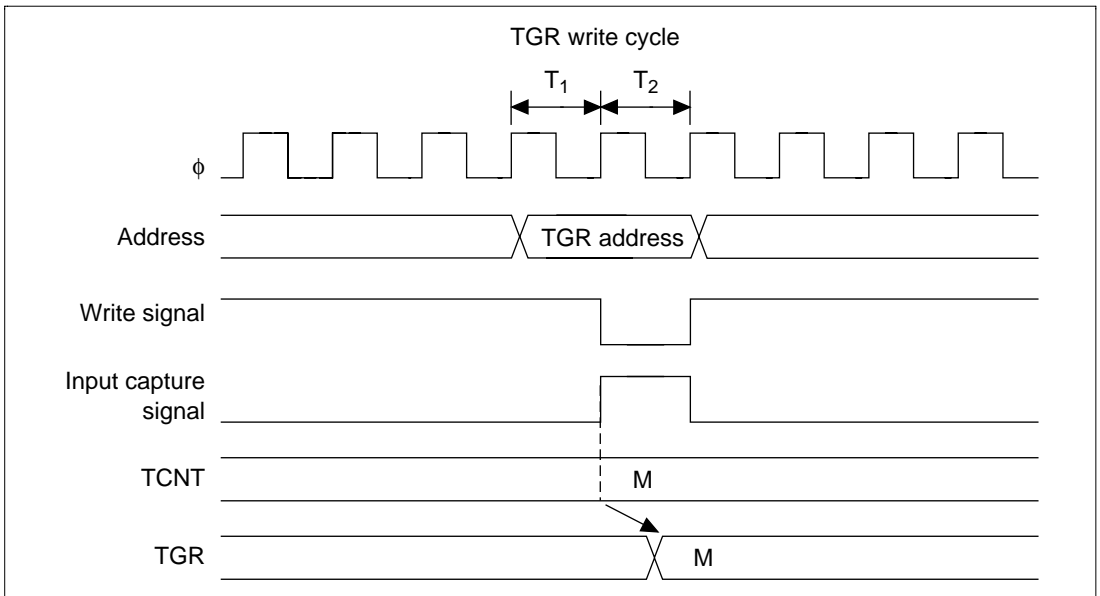 TGR write cycle
T1 T2
ϕ
Address TGR address
Write signal
Input capture
signal
TCNT M
TGR M